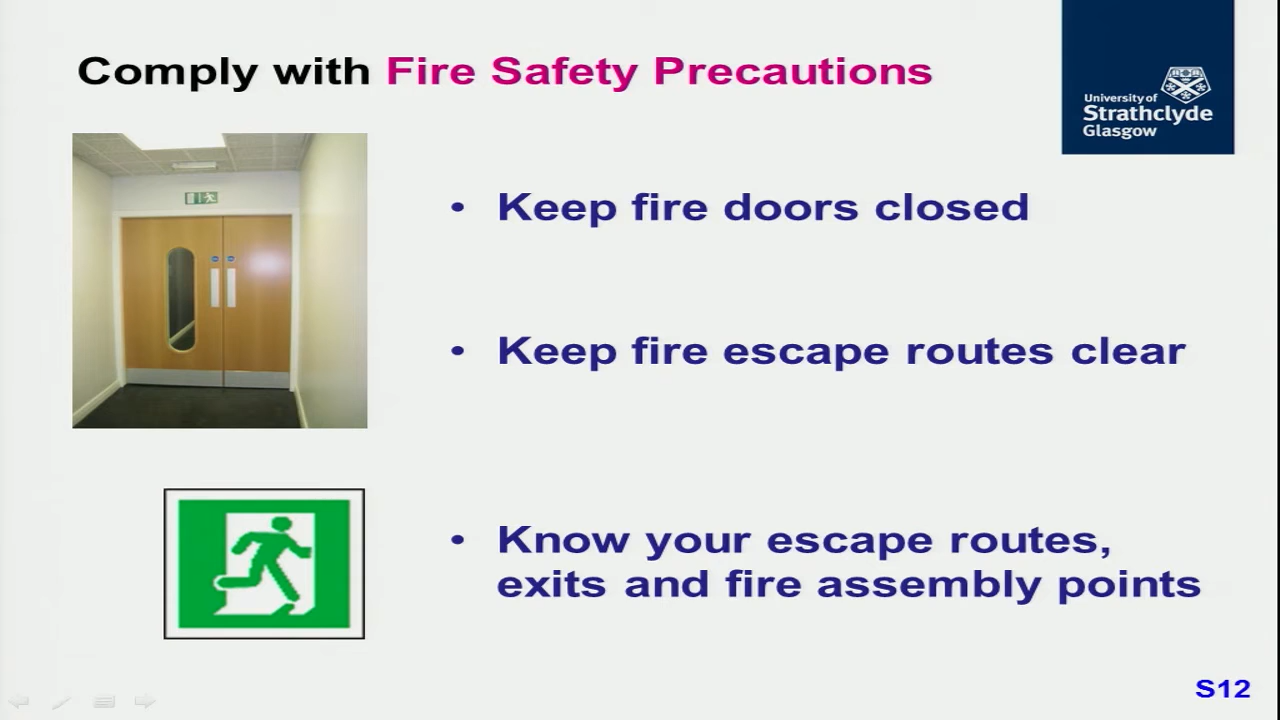 Comply with Fire Safety Precautions
University of
Strathclyde
Glasgow
• Keep fire doors closed
• Keep fire escape routes clear
• Know your escape routes,
exits and fire assembly points
S12